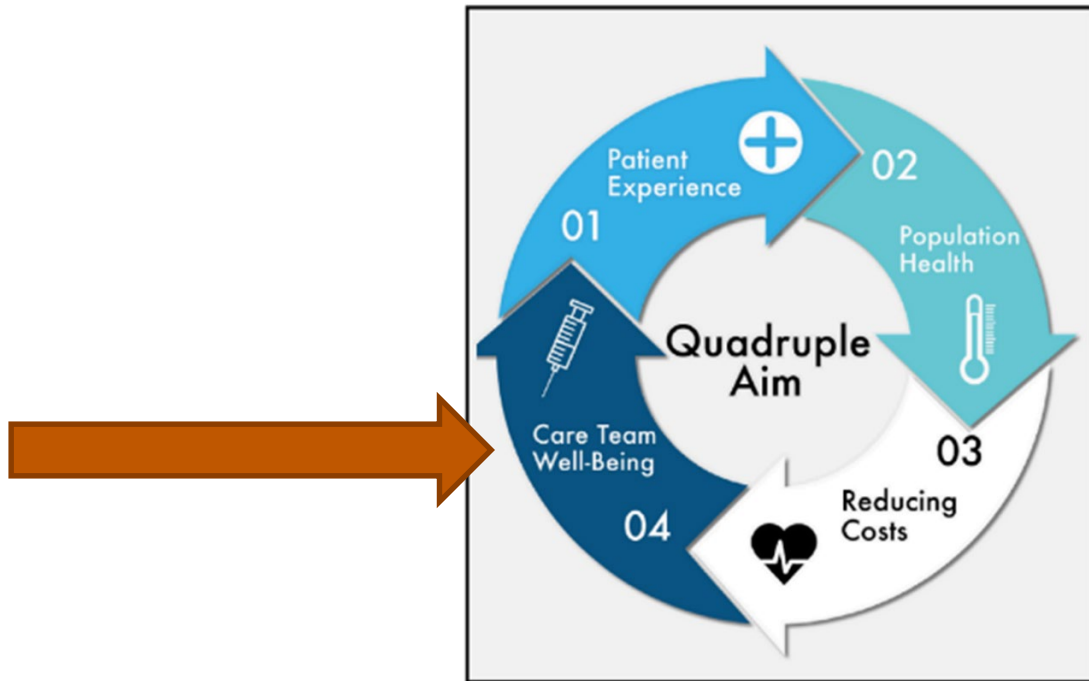 01
Patient
Experience
02
Population
Health
03
Reducing
Costs
04
Care Team
Well-Being
Quadruple
Aim